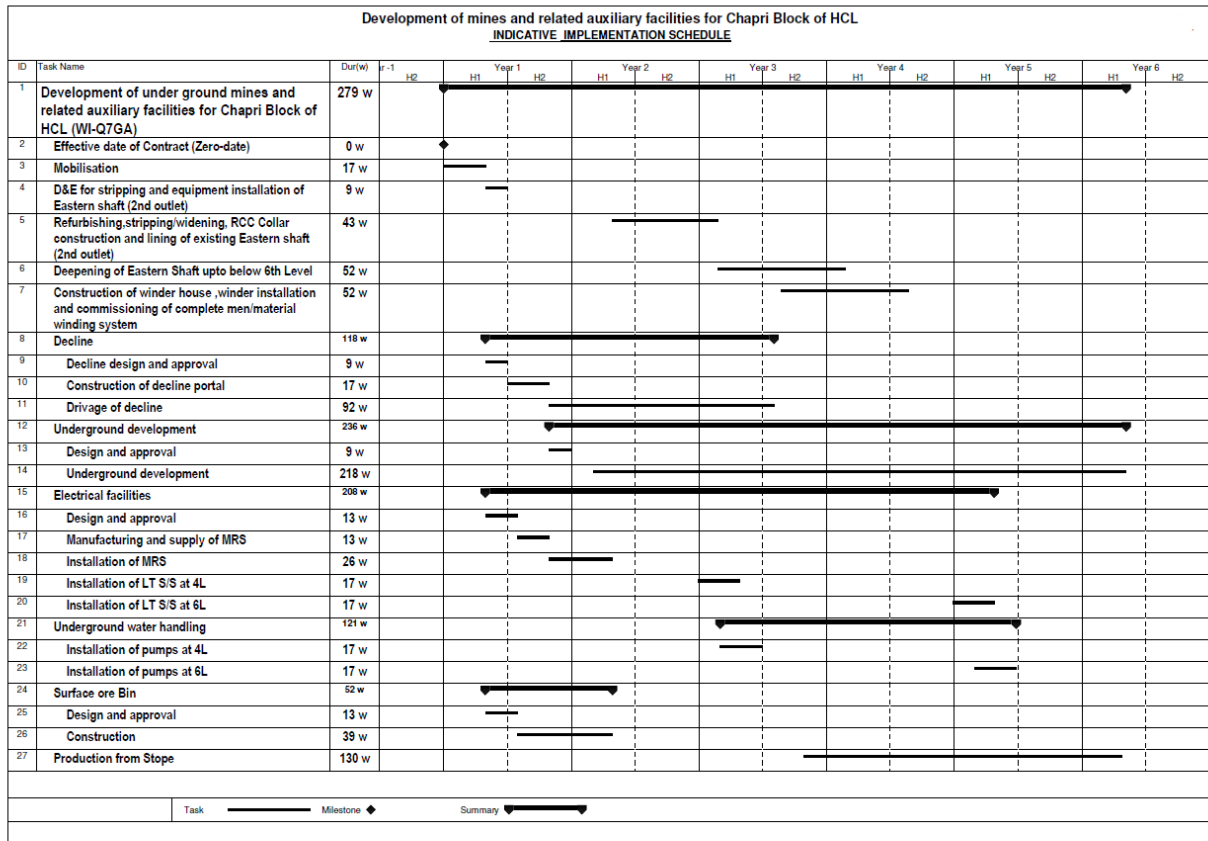 Development of mines and related auxiliary facilities for Chapri Block of HCL
INDICATIVE IMPLEMENTATION SCHEDULE
ID Task Name Dur(w) ır -1 Year 1 Year 2 Year 3 Year 4 Year 5 Year 6
H2 H1 H2 H1 H2 H1 H2 H1 H2 H1 H2 H1 H2
1 Development of under ground mines and 279 w
related auxiliary facilities for Chapri Block of
HCL (WI-Q7GA)
2 Effective date of Contract (Zero-date) 0 w
3 Mobilisation 17 w
4 D&E for stripping and equipment installation of 9 w
Eastern shaft (2nd outlet)
5 Refurbishing,stripping/widening, RCC Collar 43 w
construction and lining of existing Eastern shaft
(2nd outlet)
6 Deepening of Eastern Shaft upto below 6th Level 52 w
7 Construction of winder house ,winder installation 52 w
and commissioning of complete men/material
winding system
8 Decline 118 w
9 Decline design and approval 9 w
10 Construction of decline portal 17 w
11 Drivage of decline 92 w
12 Underground development 236 w
13 Design and approval 9 w
14 Underground development 218 w
15 Electrical facilities 208 w
16 Design and approval 13 w
17 Manufacturing and supply of MRS 13 w
18 Installation of MRS 26 w
19 Installation of LT S/S at 4L 17 w
20 Installation of LT S/S at 6L 17 w
21 Underground water handling 121 w
22 Installation of pumps at 4L 17 w
23 Installation of pumps at 6L 17 w
24 Surface ore Bin 52 w
25 Design and approval 13 w
26 Construction 39 w
27 Production from Stope 130 w
Task Milestone Summary